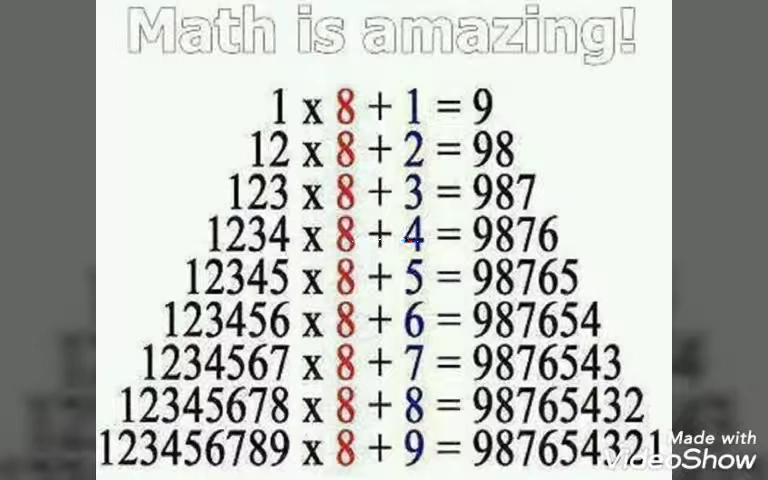 Math is amazing!
1 x 8 + 1 = 9
12 x 8 + 2 = 98
123 x 8 + 3 = 987
1234 x 8 + 4 = 9876
12345 x 8 + 5 = 98765
123456 x 8 + 6 = 987654
1234567 x 8 + 7 = 9876543
12345678 x 8 + 8 = 98765432
123456789 x 8 + 9 = 987654321
Made with
VideoShow